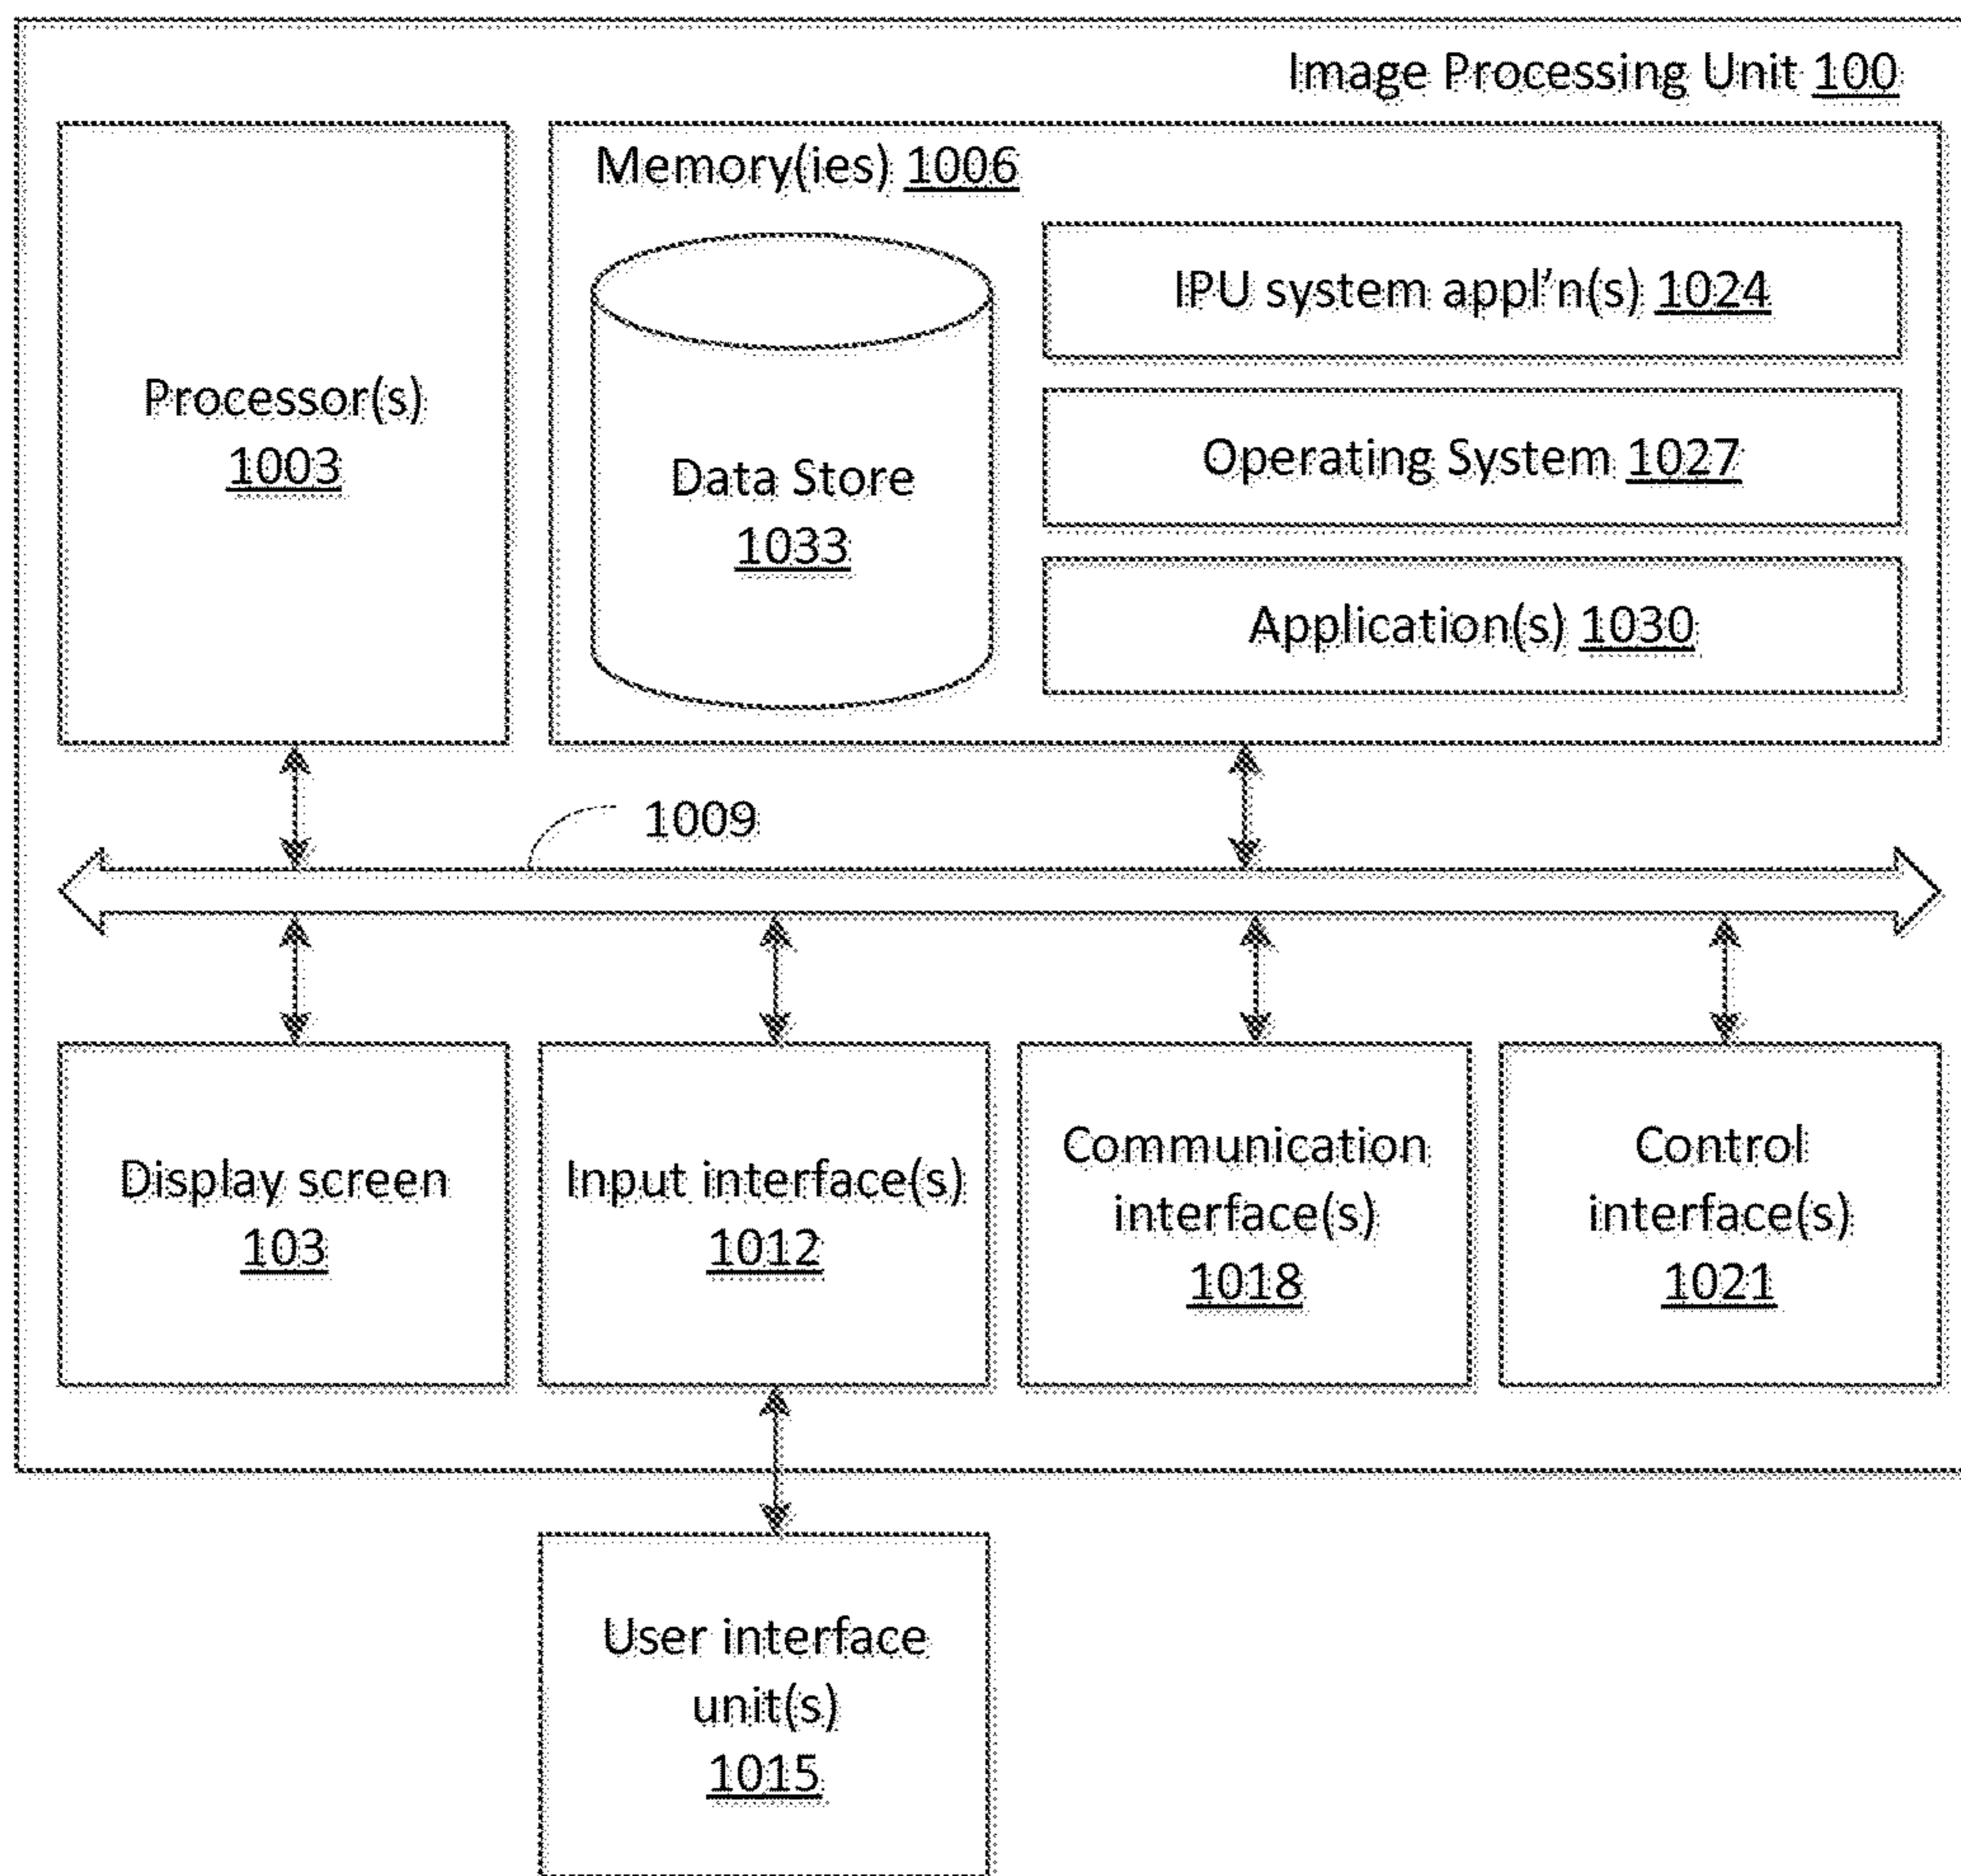 Image Processing Unit 100
Memory(ies) 1006
IPU system appl'n(s) 1024
Processor(s)
1003
Operating System 1027
Data Store
1033
Application(s) 1030
1009
Display screen
103
Input interface(s)
1012
Communication
interface(s)
1018
Control
interface(s)
1021
User interface
unit(s)
1015